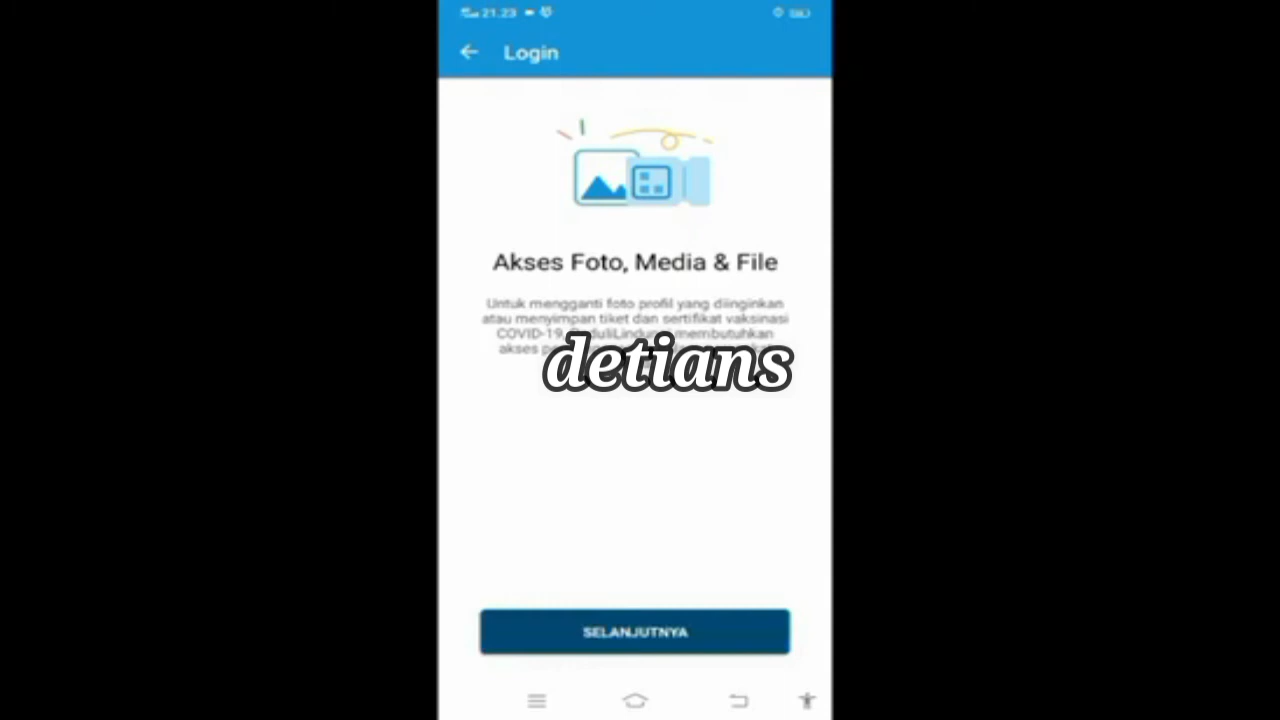 21.23
Login
Akses Foto, Media & File
Untuk mengganti foto profil yang diinginkan
atau menyimpan tiket dan sertifikat vaksinasi
COVID-19, PeduliLindungi membutuhkan
akses
detians
SELANJUTNYA